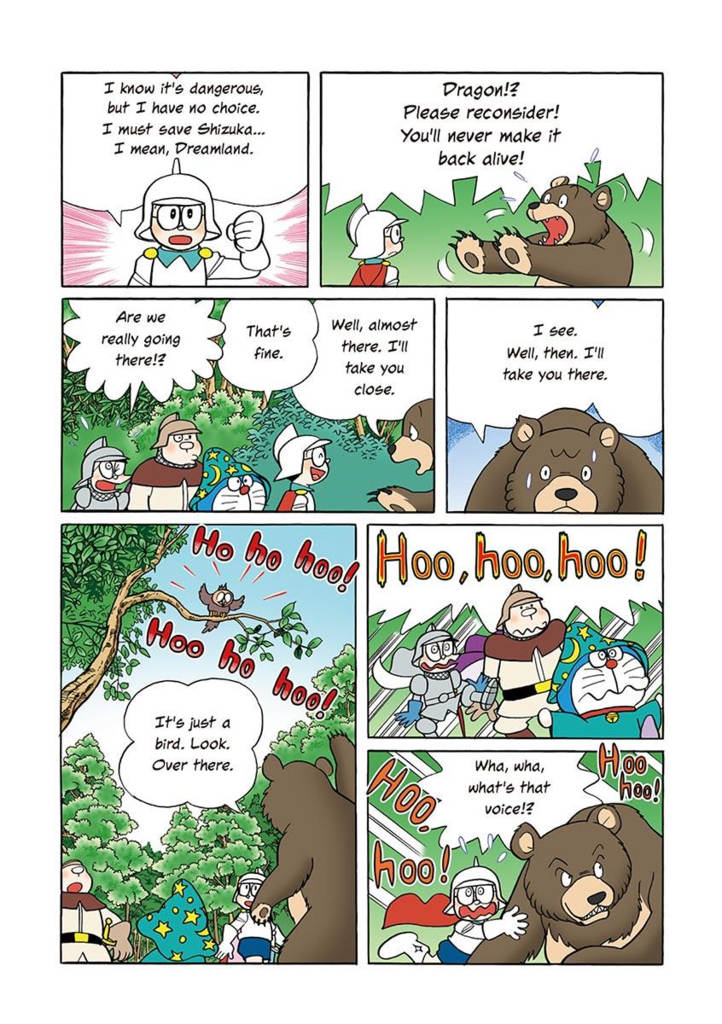 Dragon!?
Please reconsider!
You'll never make it
back alive!
I know it's dangerous,
but I have no choice.
I must save Shizuka...
I mean, Dreamland.
I see.
Well, then. I'll
take you there.
Well, almost
there. I'll
take you
close.
That's
fine.
Are we
really going
there!?
Hoo, hoo, hoo!
Hoo
hoo!
Wha, wha,
what's that
voice!?
Hoo,
hoo!
Ho ho hoo!
Hoo ho hoo!
It's just a
bird. Look.
Over there.